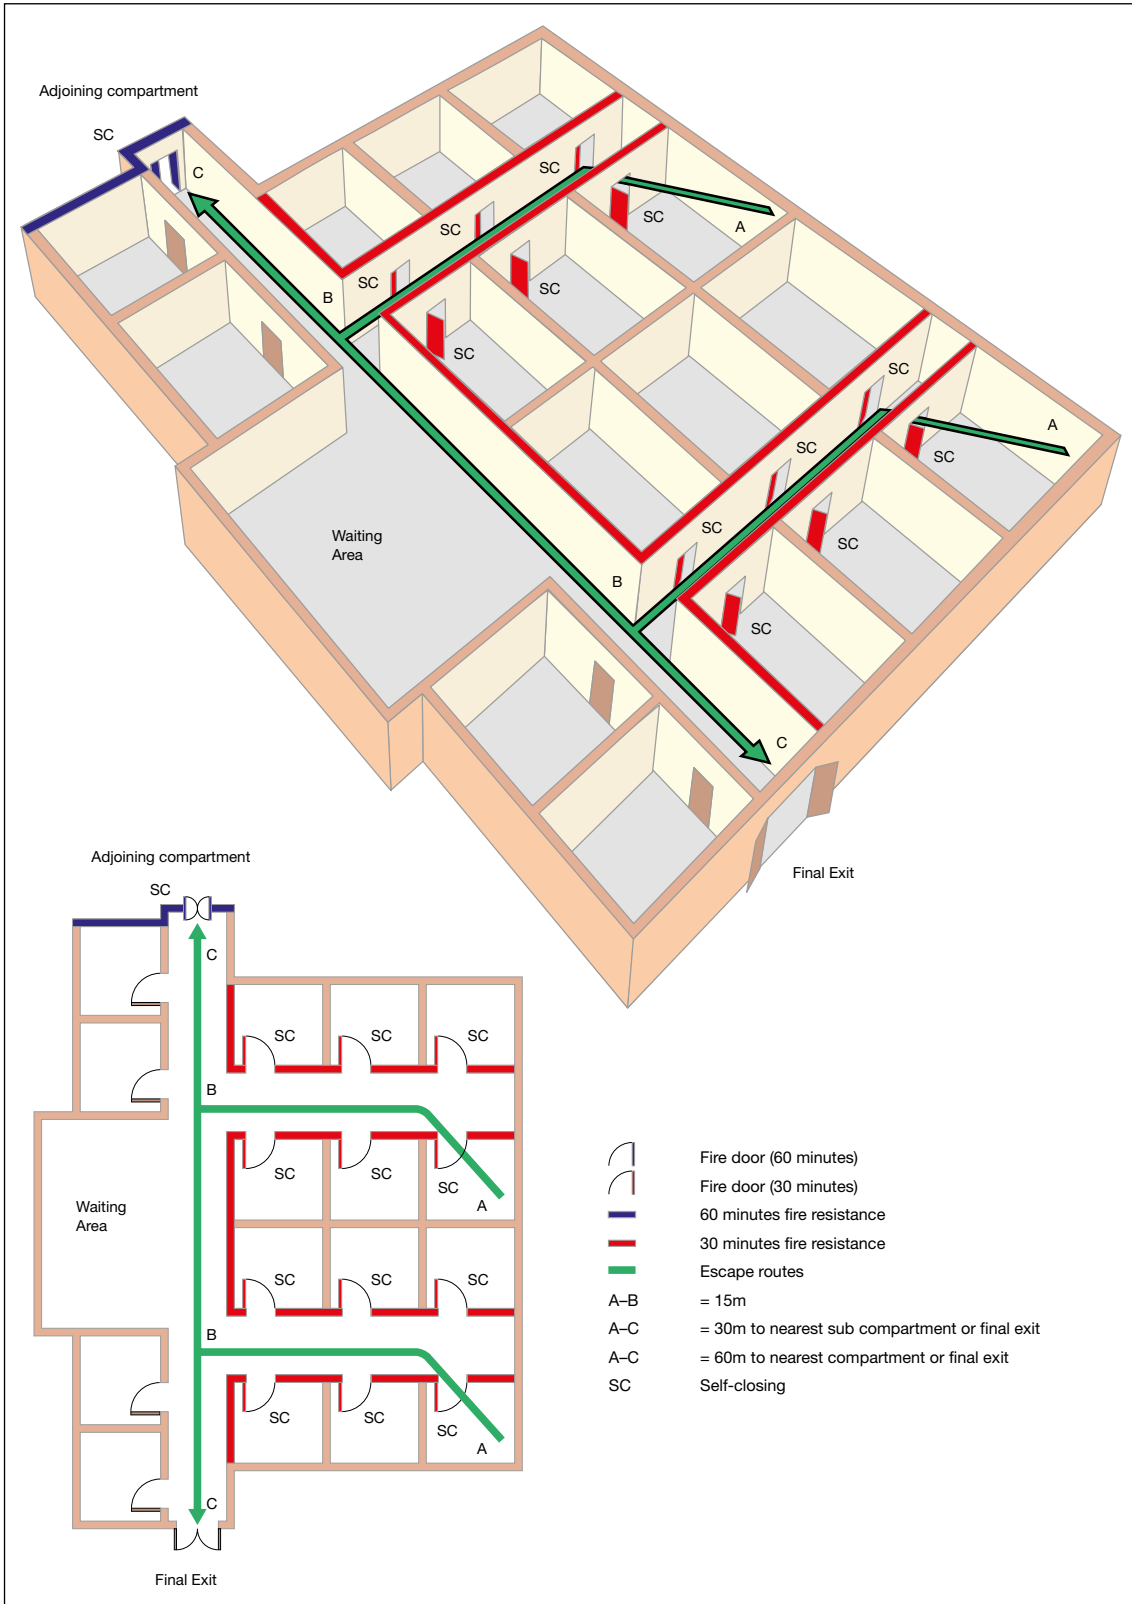 Adjoining compartment
SC
C
SC
SC
A
SC
SC
SC
B
SC
SC
SC
A
SC
SC
Waiting
Area
SC
SC
B
SC
C
Final Exit
Adjoining compartment
SC
C
SC
SC
SC
B
SC
SC
SC
A
Waiting
Area
SC
SC
SC
B
SC
SC
SC
A
C
Final Exit
Fire door (60 minutes)
Fire door (30 minutes)
60 minutes fire resistance
30 minutes fire resistance
Escape routes
A–B = 15m
A–C = 30m to nearest sub compartment or final exit
A–C = 60m to nearest compartment or final exit
SC Self-closing